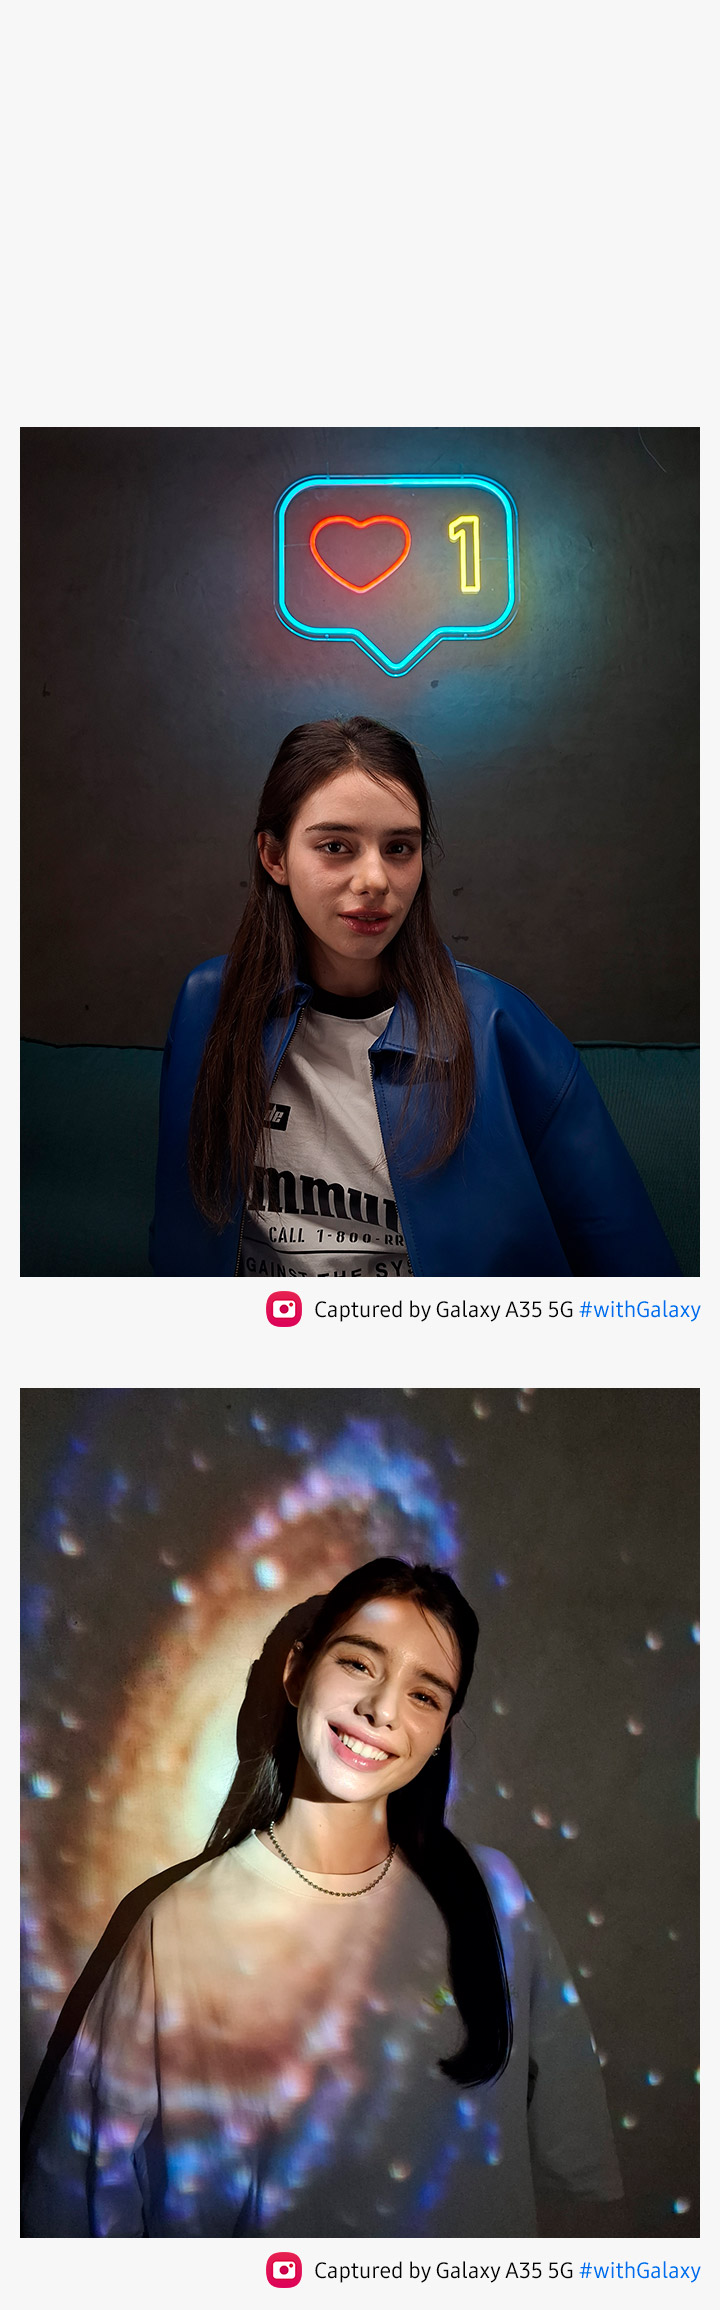 1
de
mmun
CALL 1-800-RR
GAINST THE SYS
Captured by Galaxy A35 5G #withGalaxy
Captured by Galaxy A35 5G #withGalaxy